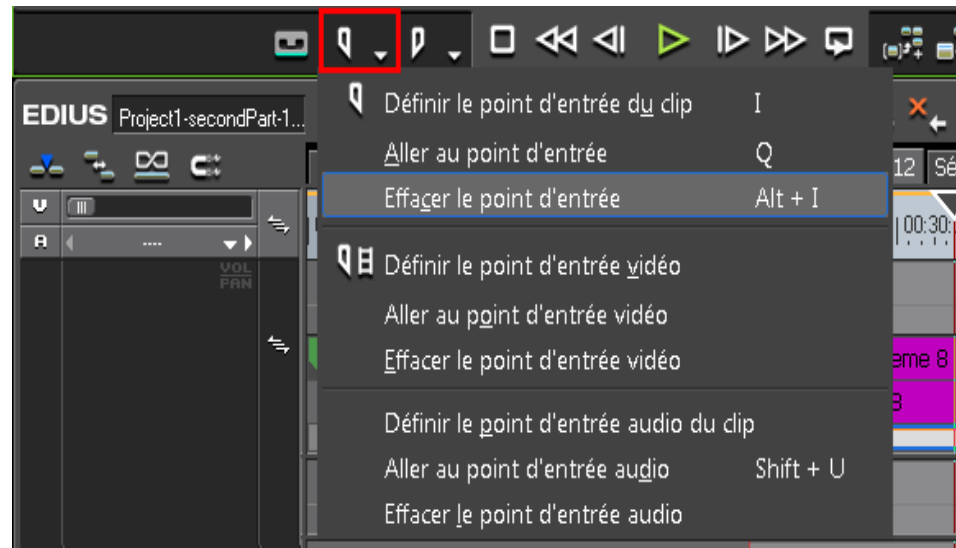 Définir le point d'entrée du clip I
EDIUS Project1-secondPart-1...
Aller au point d'entrée Q
12 Sé
Effacer le point d'entrée Alt + I
V
00:30:
A ----
Définir le point d'entrée vidéo
VOL
PAN
Aller au point d'entrée vidéo
Effacer le point d'entrée vidéo
eme 8
Définir le point d'entrée audio du clip
Aller au point d'entrée audio Shift + U
Effacer le point d'entrée audio